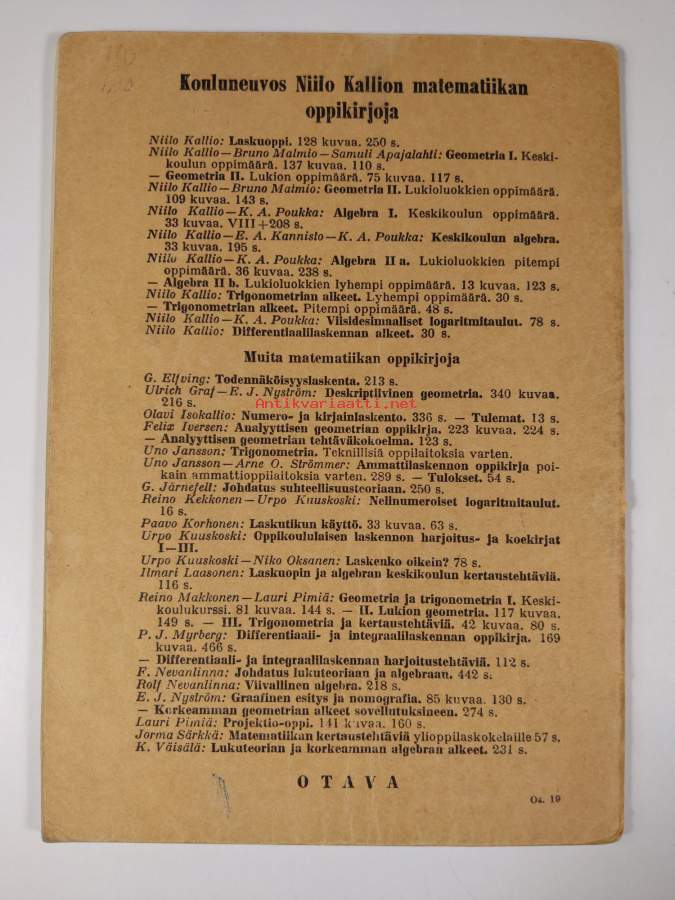 Kouluneuvos Niilo Kallion matematiikan
oppikirjoja
Niilo Kallio: Laskuoppi. 128 kuvaa. 250 s.
Niilo Kallio—Bruno Malmio—Samuli Apajalahti: Geometria I. Keski-
koulun oppimäärä. 137 kuvaa. 110 s.
— Geometria II. Lukion oppimäärä. 75 kuvaa. 117 s.
Niilo Kallio—Bruno Malmio: Geometria II. Lukioluokkien oppimäärä.
109 kuvaa. 143 s.
Niilo Kallio—K. A. Poukka: Algebra I. Keskikoulun oppimäärä.
33 kuvaa. VIII+208 s.
Niilo Kallio—E. A. Kannisto—K. A. Poukka: Keskikoulun algebra.
33 kuvaa. 195 s.
Niilo Kallio—K. A. Poukka: Algebra II a. Lukioluokkien pitempi
oppimäärä. 36 kuvaa. 238 s.
— Algebra II b. Lukioluokkien lyhempi oppimäärä. 13 kuvaa. 123 s.
Niilo Kallio: Trigonometrian alkeet. Lyhempi oppimäärä. 30 s.
— Trigonometrian alkeet. Pitempi oppimäärä. 48 s.
Niilo Kallio—K. A. Poukka: Viisidesimaaliset logaritmitaulut. 78 s.
Niilo Kallio: Differentiaalilaskennan alkeet. 30 s.
Muita matematiikan oppikirjoja
G. Elfving: Todennäköisyyslaskenta. 213 s.
Ulrich Graf—E. J. Nyström: Deskriptiivinen geometria. 340 kuvaa.
216 s.
Antikvariaatti.net
Olavi Isokallio: Numero- ja kirjainlaskento. 336 s. — Tulemat. 13 s.
Felix Iversen: Analyyttisen geometrian oppikirja. 223 kuvaa. 224 s.
— Analyyttisen geometrian tehtäväkokoelma. 123 s.
Uno Jansson: Trigonometria. Teknillisiä oppilaitoksia varten.
Uno Jansson—Arne O. Strömmer: Ammattilaskennon oppikirja poi-
kain ammattioppilaitoksia varten. 289 s. — Tulokset. 54 s.
G. Järnefelt: Johdatus suhteellisuusteoriaan. 250 s.
Reino Kekkonen—Urpo Kuuskoski: Nelinumeroiset logaritmitaulut.
16 s.
Paavo Korhonen: Laskutikun käyttö. 33 kuvaa. 63 s.
Urpo Kuuskoski: Oppikoululaisen laskennon harjoitus- ja koekirjat
I—III.
Urpo Kuuskoski—Niko Oksanen: Laskenko oikein? 78 s.
Ilmari Laasonen: Laskuopin ja algebran keskikoulun kertaustehtäviä.
116 s.
Reino Makkonen—Lauri Pimiä: Geometria ja trigonometria I. Keski-
koulukurssi. 81 kuvaa. 144 s. — II. Lukion geometria. 117 kuvaa.
149 s. — III. Trigonometria ja kertaustehtäviä. 42 kuvaa. 80 s.
P. J. Myrberg: Differentiaali- ja integraalilaskennan oppikirja. 169
kuvaa. 466 s.
— Differentiaali- ja integraalilaskennan harjoitustehtäviä. 112 s.
F. Nevanlinna: Johdatus lukuteoriaan ja algebraan. 442 s.
Rolf Nevanlinna: Viivallinen algebra. 218 s.
E. J. Nyström: Graafinen esitys ja nomografia. 85 kuvaa. 130 s.
— Korkeamman geometrian alkeet sovellutuksineen. 274 s.
Lauri Pimiä: Projektio-oppi. 141 kuvaa. 160 s.
Jorma Särkkä: Matematiikan kertaustehtäviä ylioppilaskokelaille 57 s.
K. Väisälä: Lukuteorian ja korkeamman algebran alkeet. 231 s.
OTAVA
Oa. 19